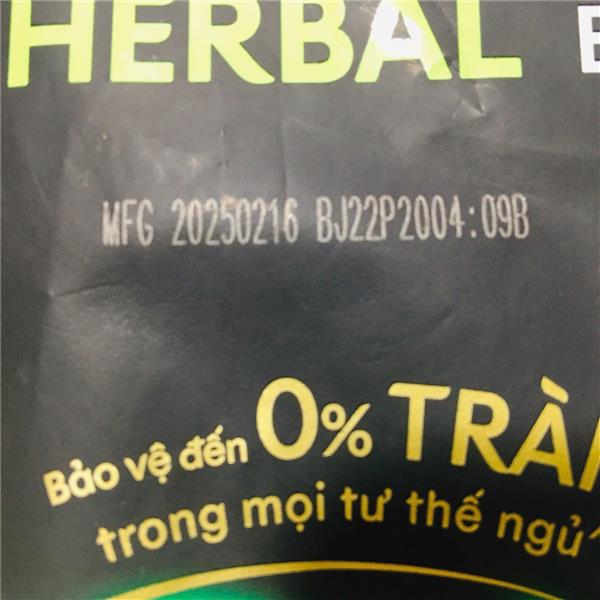 HERBAL
MFG 20250216 BJ22P2004:09B
Bảo vệ đến 0%
trong mọi tư thế ngủ